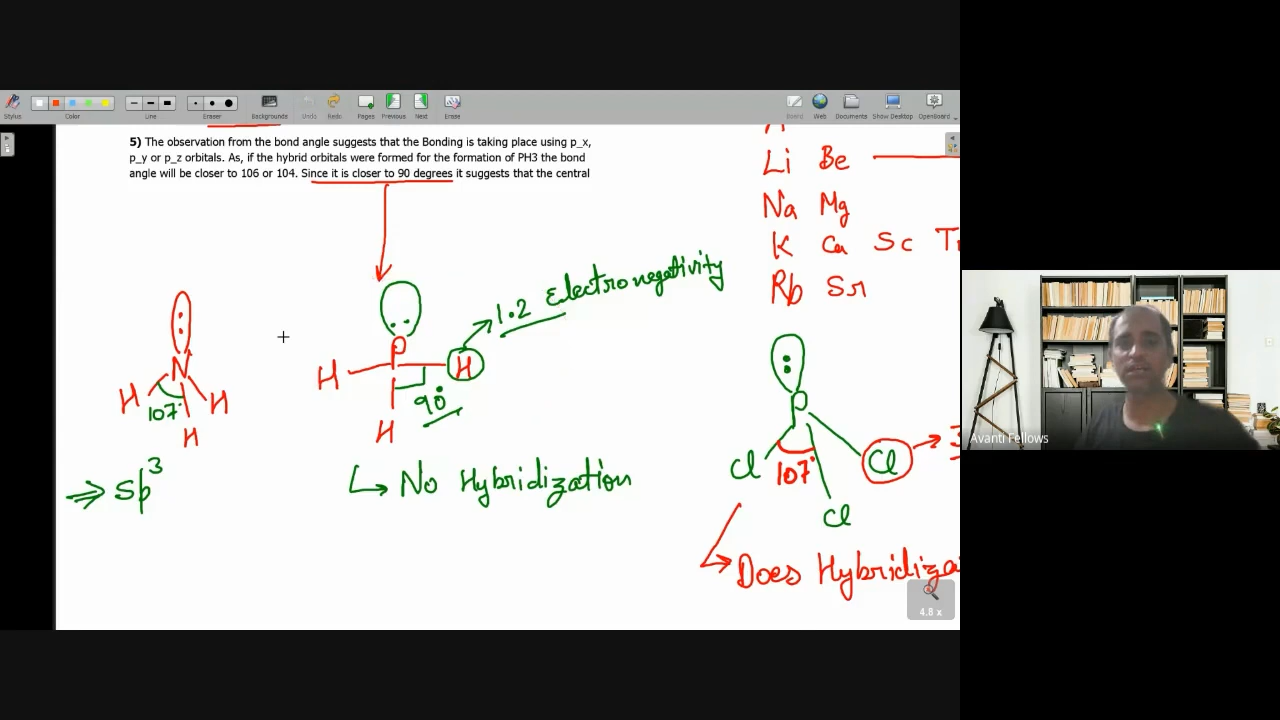 Stylus
Color
Line
Eraser
Backgrounds
Undo
Redo
Pages
Previous
Next
Erase
Board
Web
Documents
Show Desktop
OpenBoard
5) The observation from the bond angle suggests that the Bonding is taking place using p_x,
p_y or p_z orbitals. As, if the hybrid orbitals were formed for the formation of PH3 the bond
angle will be closer to 106 or 104. Since it is closer to 90 degrees it suggests that the central
Li Be
Na Mg
K Ca Sc
Rb Sr
N
H H
107°
H
⇒ sp³
P
H H
1.2 Electronegativity
90°
H
↳ No Hybridization
P
Cl Cl
107°
Cl
3
↳ Does Hybridiza
4.8 x
Avanti Fellows